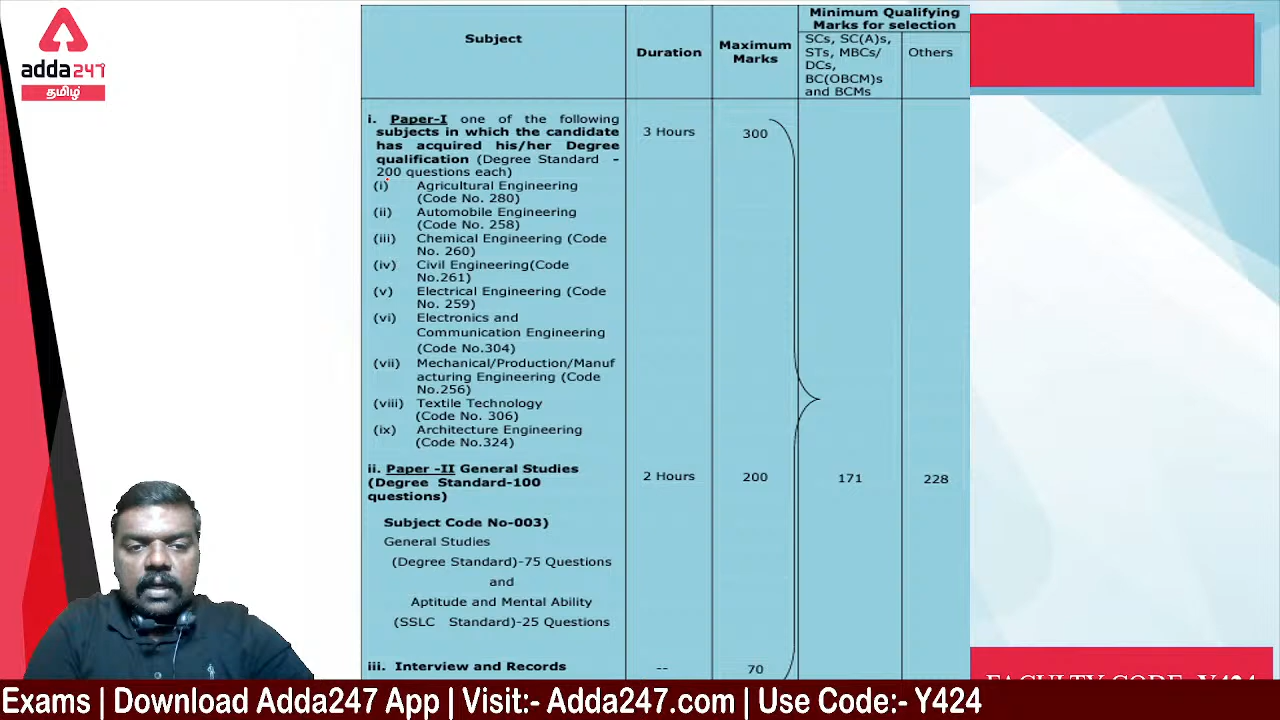 adda247
தமிழ்
Subject
Duration
Maximum
Marks
Minimum Qualifying
Marks for selection
SCs, SC(A)s,
STs, MBCs/
DCs,
BC(OBCM)s
and BCMs
Others
i. Paper-I one of the following
subjects in which the candidate
has acquired his/her Degree
qualification (Degree Standard -
200 questions each)
3 Hours
300
(i) Agricultural Engineering
(Code No. 280)
(ii) Automobile Engineering
(Code No. 258)
(iii) Chemical Engineering (Code
No. 260)
(iv) Civil Engineering(Code
No.261)
(v) Electrical Engineering (Code
No. 259)
(vi) Electronics and
Communication Engineering
(Code No.304)
(vii) Mechanical/Production/Manuf
acturing Engineering (Code
No.256)
(viii) Textile Technology
(Code No. 306)
(ix) Architecture Engineering
(Code No.324)
ii. Paper -II General Studies
(Degree Standard-100
questions)
2 Hours
200
171
228
Subject Code No-003)
General Studies
(Degree Standard)-75 Questions
and
Aptitude and Mental Ability
(SSLC Standard)-25 Questions
iii. Interview and Records
--
70
FACULTY CODE Y424
Exams | Download Adda247 App | Visit:- Adda247.com | Use Code:- Y424